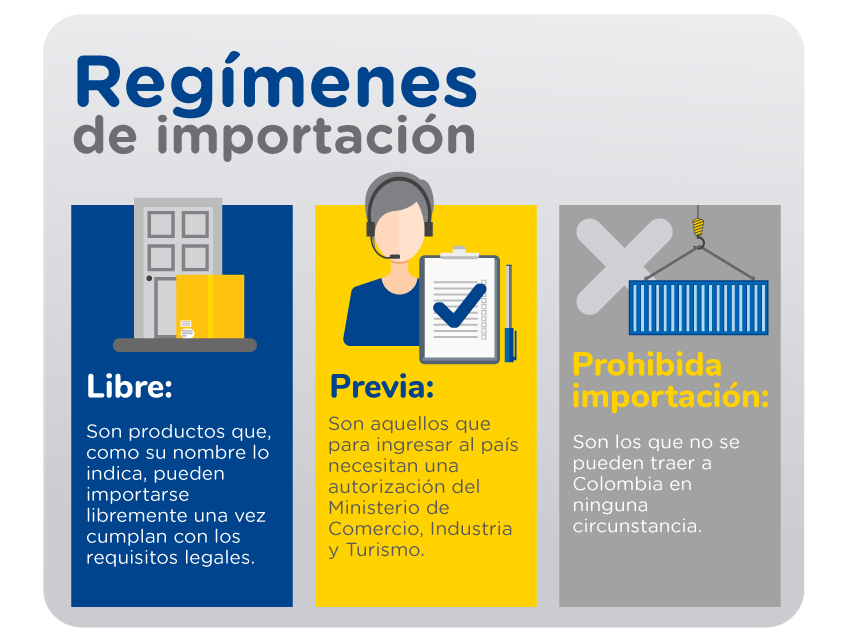 Regímenes
de importación
Libre:
Son productos que,
como su nombre lo
indica, pueden
importarse
libremente una vez
cumplan con los
requisitos legales.
Previa:
Son aquellos que
para ingresar al país
necesitan una
autorización del
Ministerio de
Comercio, Industria
y Turismo.
Prohibida
importación:
Son los que no se
pueden traer a
Colombia en
ninguna
circunstancia.